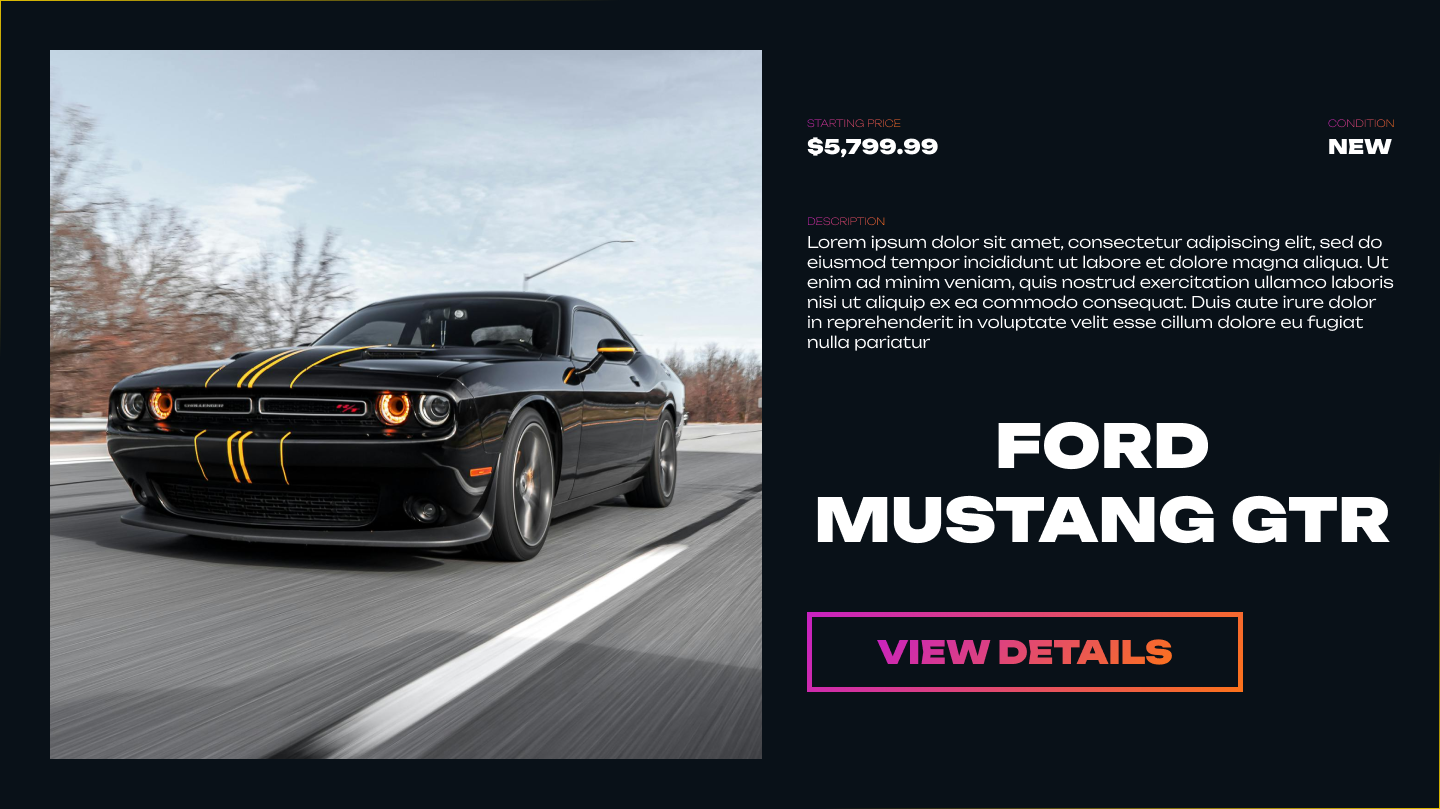 STARTING PRICE
$5,799.99
CONDITION
NEW
DESCRIPTION
Lorem ipsum dolor sit amet, consectetur adipiscing elit, sed do
eiusmod tempor incididunt ut labore et dolore magna aliqua. Ut
enim ad minim veniam, quis nostrud exercitation ullamco laboris
nisi ut aliquip ex ea commodo consequat. Duis aute irure dolor
in reprehenderit in voluptate velit esse cillum dolore eu fugiat
nulla pariatur
FORD
MUSTANG GTR
VIEW DETAILS
CHALLENGER
R/T